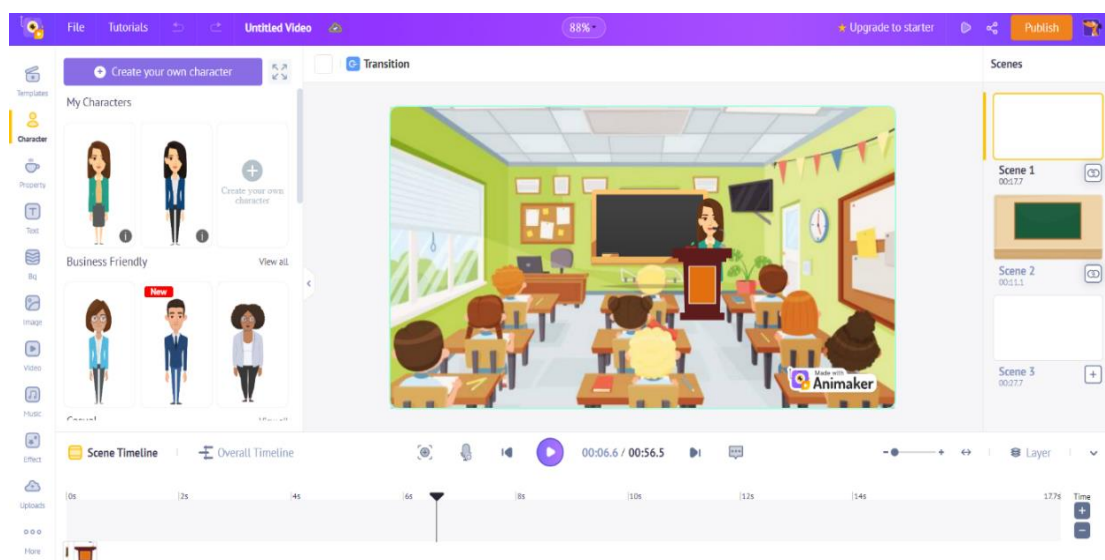 File Tutorials Untitled Video 88% Upgrade to starter Publish
Templates
Character
Property
Text
Bg
Image
Video
Music
Effect
Uploads
More
Create your own character
My Characters
Create your own
character
Business Friendly View all
New
Casual View all
Transition
Made with
Animaker
Scenes
Scene 1
00:17.7
Scene 2
00:11.1
Scene 3
00:27.7
Scene Timeline Overall Timeline 00:06.6 / 00:56.5 Layer
0s 2s 4s 6s 8s 10s 12s 14s 17.7s Time